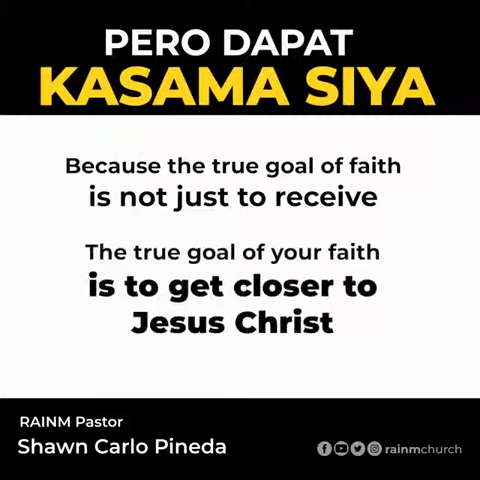 PERO DAPAT
KASAMA SIYA
Because the true goal of faith
is not just to receive
The true goal of your faith
is to get closer to
Jesus Christ
RAINM Pastor
Shawn Carlo Pineda
rainmchurch